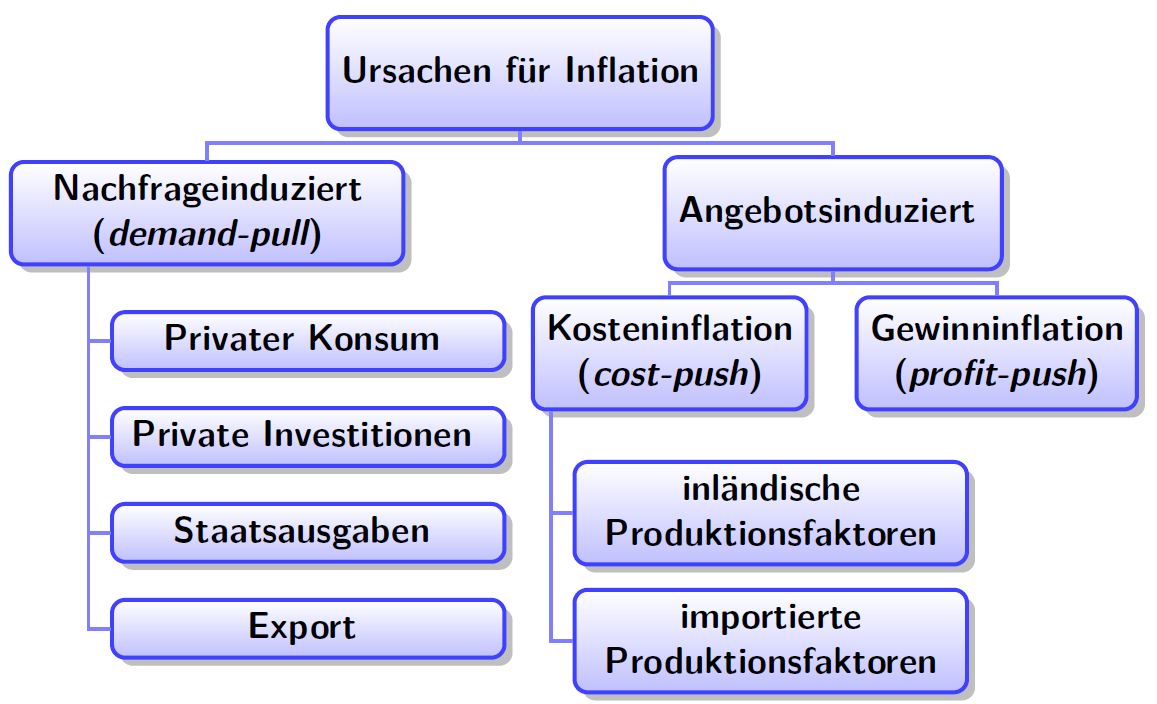 Ursachen für Inflation
Nachfrageinduziert
(demand-pull)
Privater Konsum
Private Investitionen
Staatsausgaben
Export
Angebotsinduziert
Kosteninflation
(cost-push)
inländische
Produktionsfaktoren
importierte
Produktionsfaktoren
Gewinninflation
(profit-push)